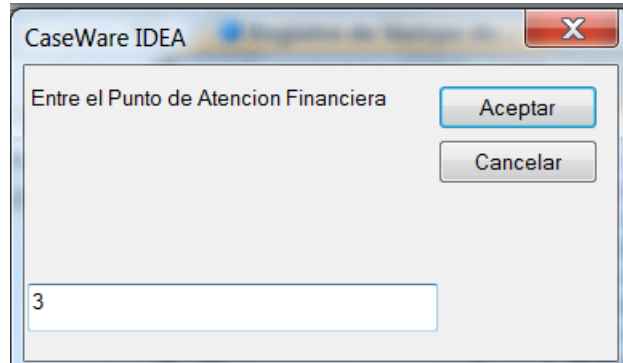 CaseWare IDEA
Entre el Punto de Atencion Financiera
Aceptar
Cancelar
3